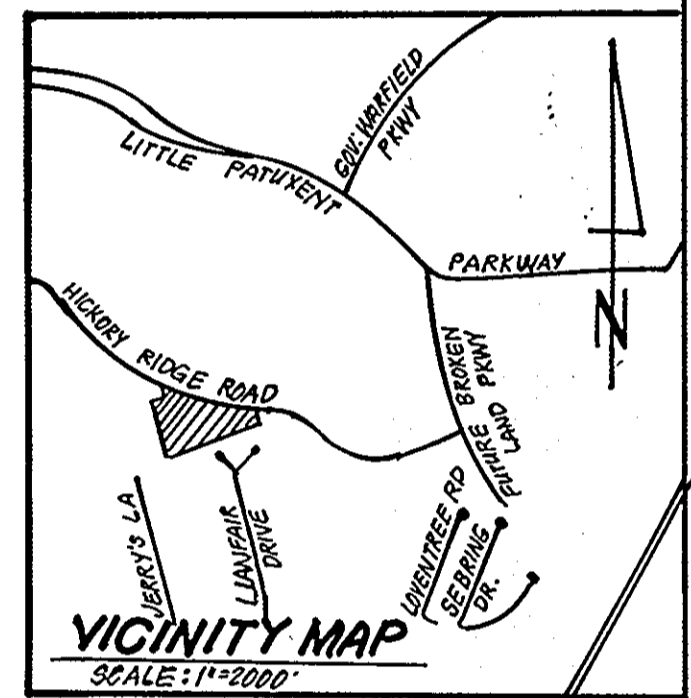 GOV. WARFIELD
PKWY
LITTLE PATUXENT
PARKWAY
HICKORY RIDGE ROAD
N
FUTURE BROKEN
LAND PKWY
JERRY'S LA
LLANFAIR
DRIVE
LOVENTREE RD
SEBRING
DR.
VICINITY MAP
SCALE: 1"=2000'